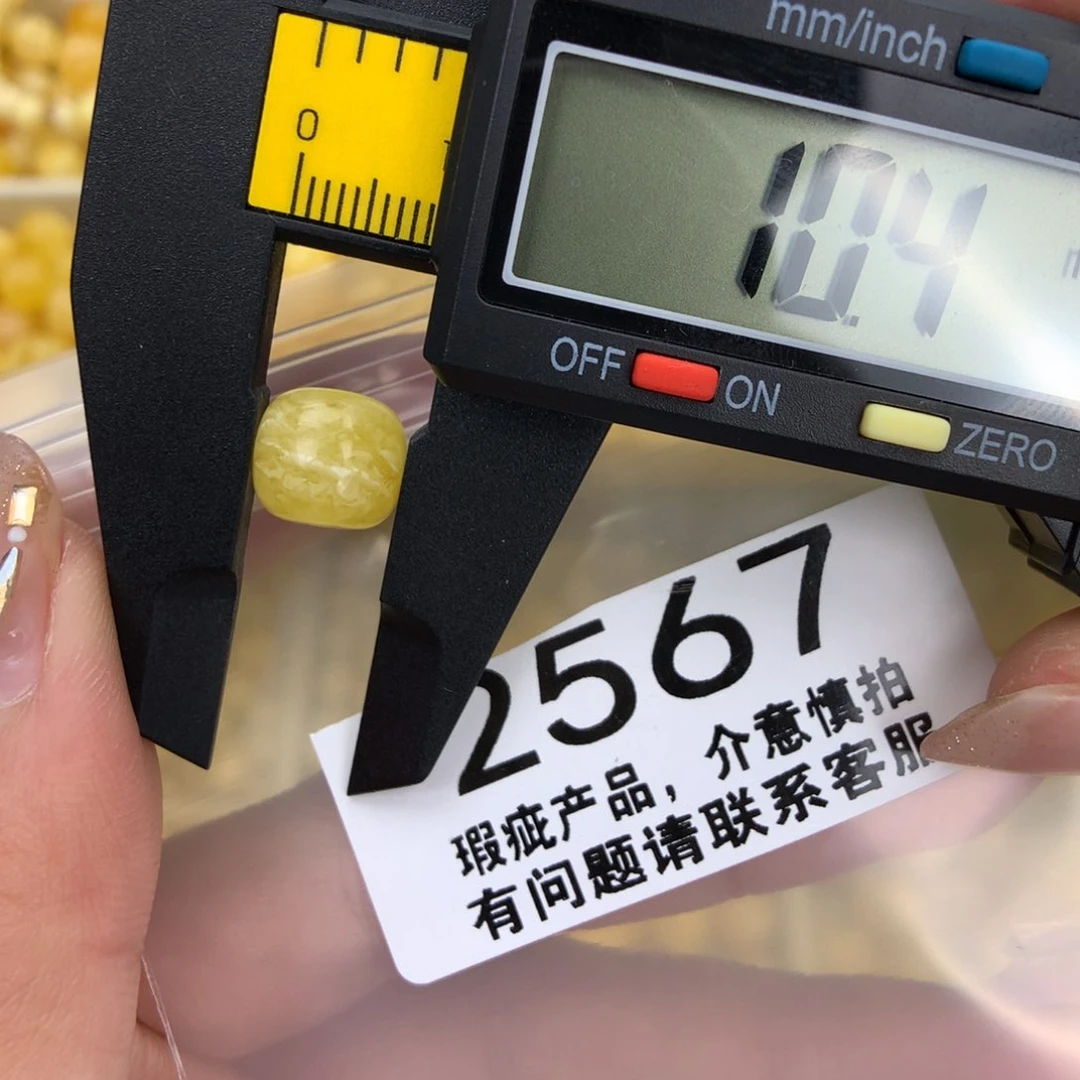 mm/inch
0
10.4
OFF ON ZERO
2567
瑕疵产品，介意慎拍
有问题请联系客服